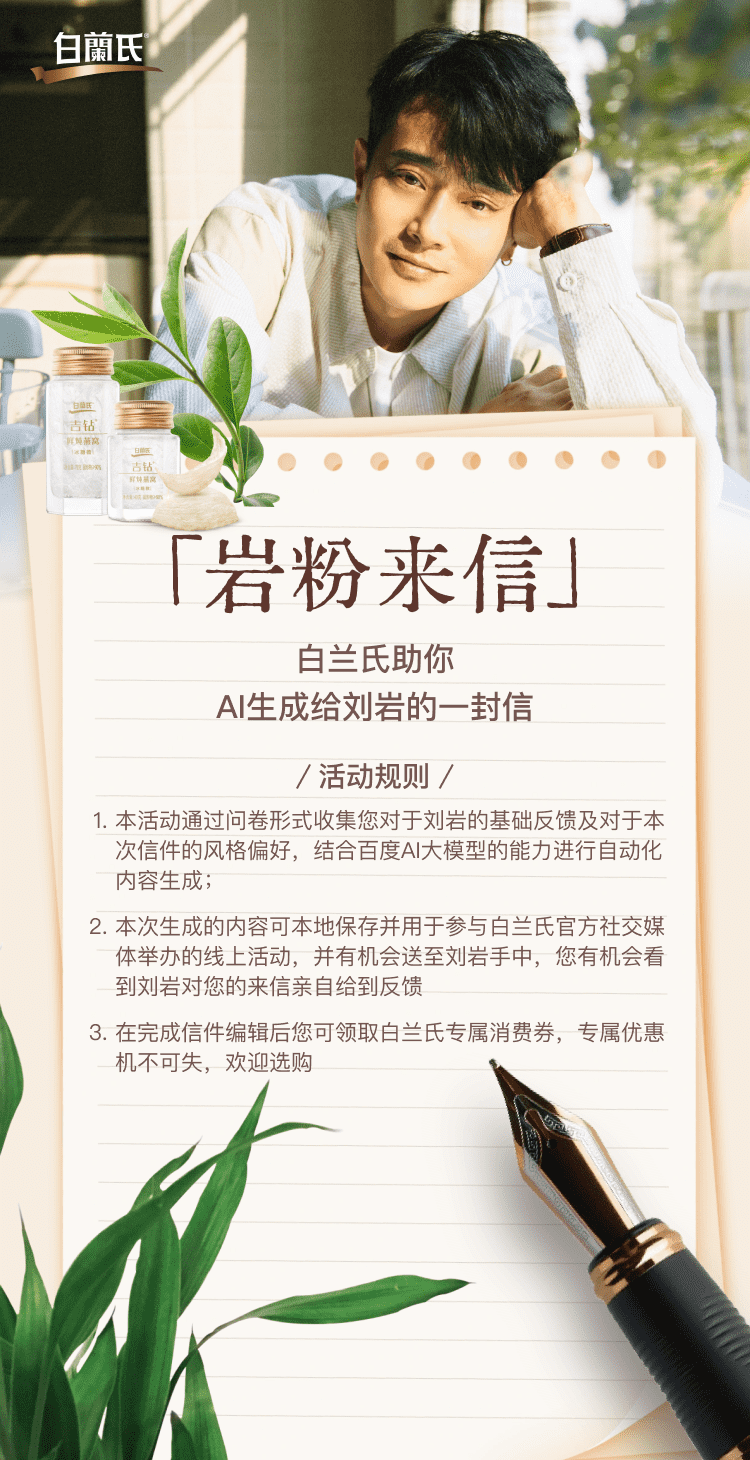 白蘭氏®
白蘭氏
吉钻
鲜炖燕窝
白蘭氏
吉钻
鲜炖燕窝
「岩粉来信」
白兰氏助你
AI生成给刘岩的一封信
/ 活动规则 /
1. 本活动通过问卷形式收集您对于刘岩的基础反馈及对于本
次信件的风格偏好，结合百度AI大模型的能力进行自动化
内容生成；
2. 本次生成的内容可本地保存并用于参与白兰氏官方社交媒
体举办的线上活动，并有机会送至刘岩手中，您有机会看
到刘岩对您的来信亲自给到反馈
3. 在完成信件编辑后您可领取白兰氏专属消费券，专属优惠
机不可失，欢迎选购